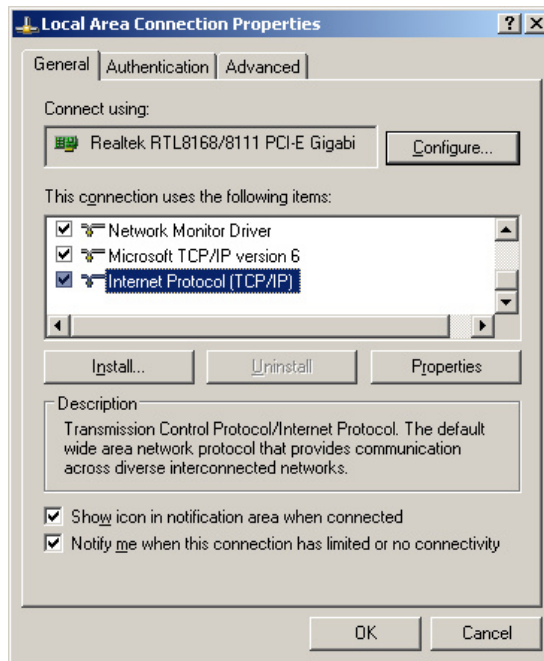 Local Area Connection Properties
General Authentication Advanced
Connect using:
Realtek RTL8168/8111 PCI-E Gigabi Configure...
This connection uses the following items:
Network Monitor Driver
Microsoft TCP/IP version 6
Internet Protocol (TCP/IP)
Install... Uninstall Properties
Description
Transmission Control Protocol/Internet Protocol. The default
wide area network protocol that provides communication
across diverse interconnected networks.
Show icon in notification area when connected
Notify me when this connection has limited or no connectivity
OK Cancel